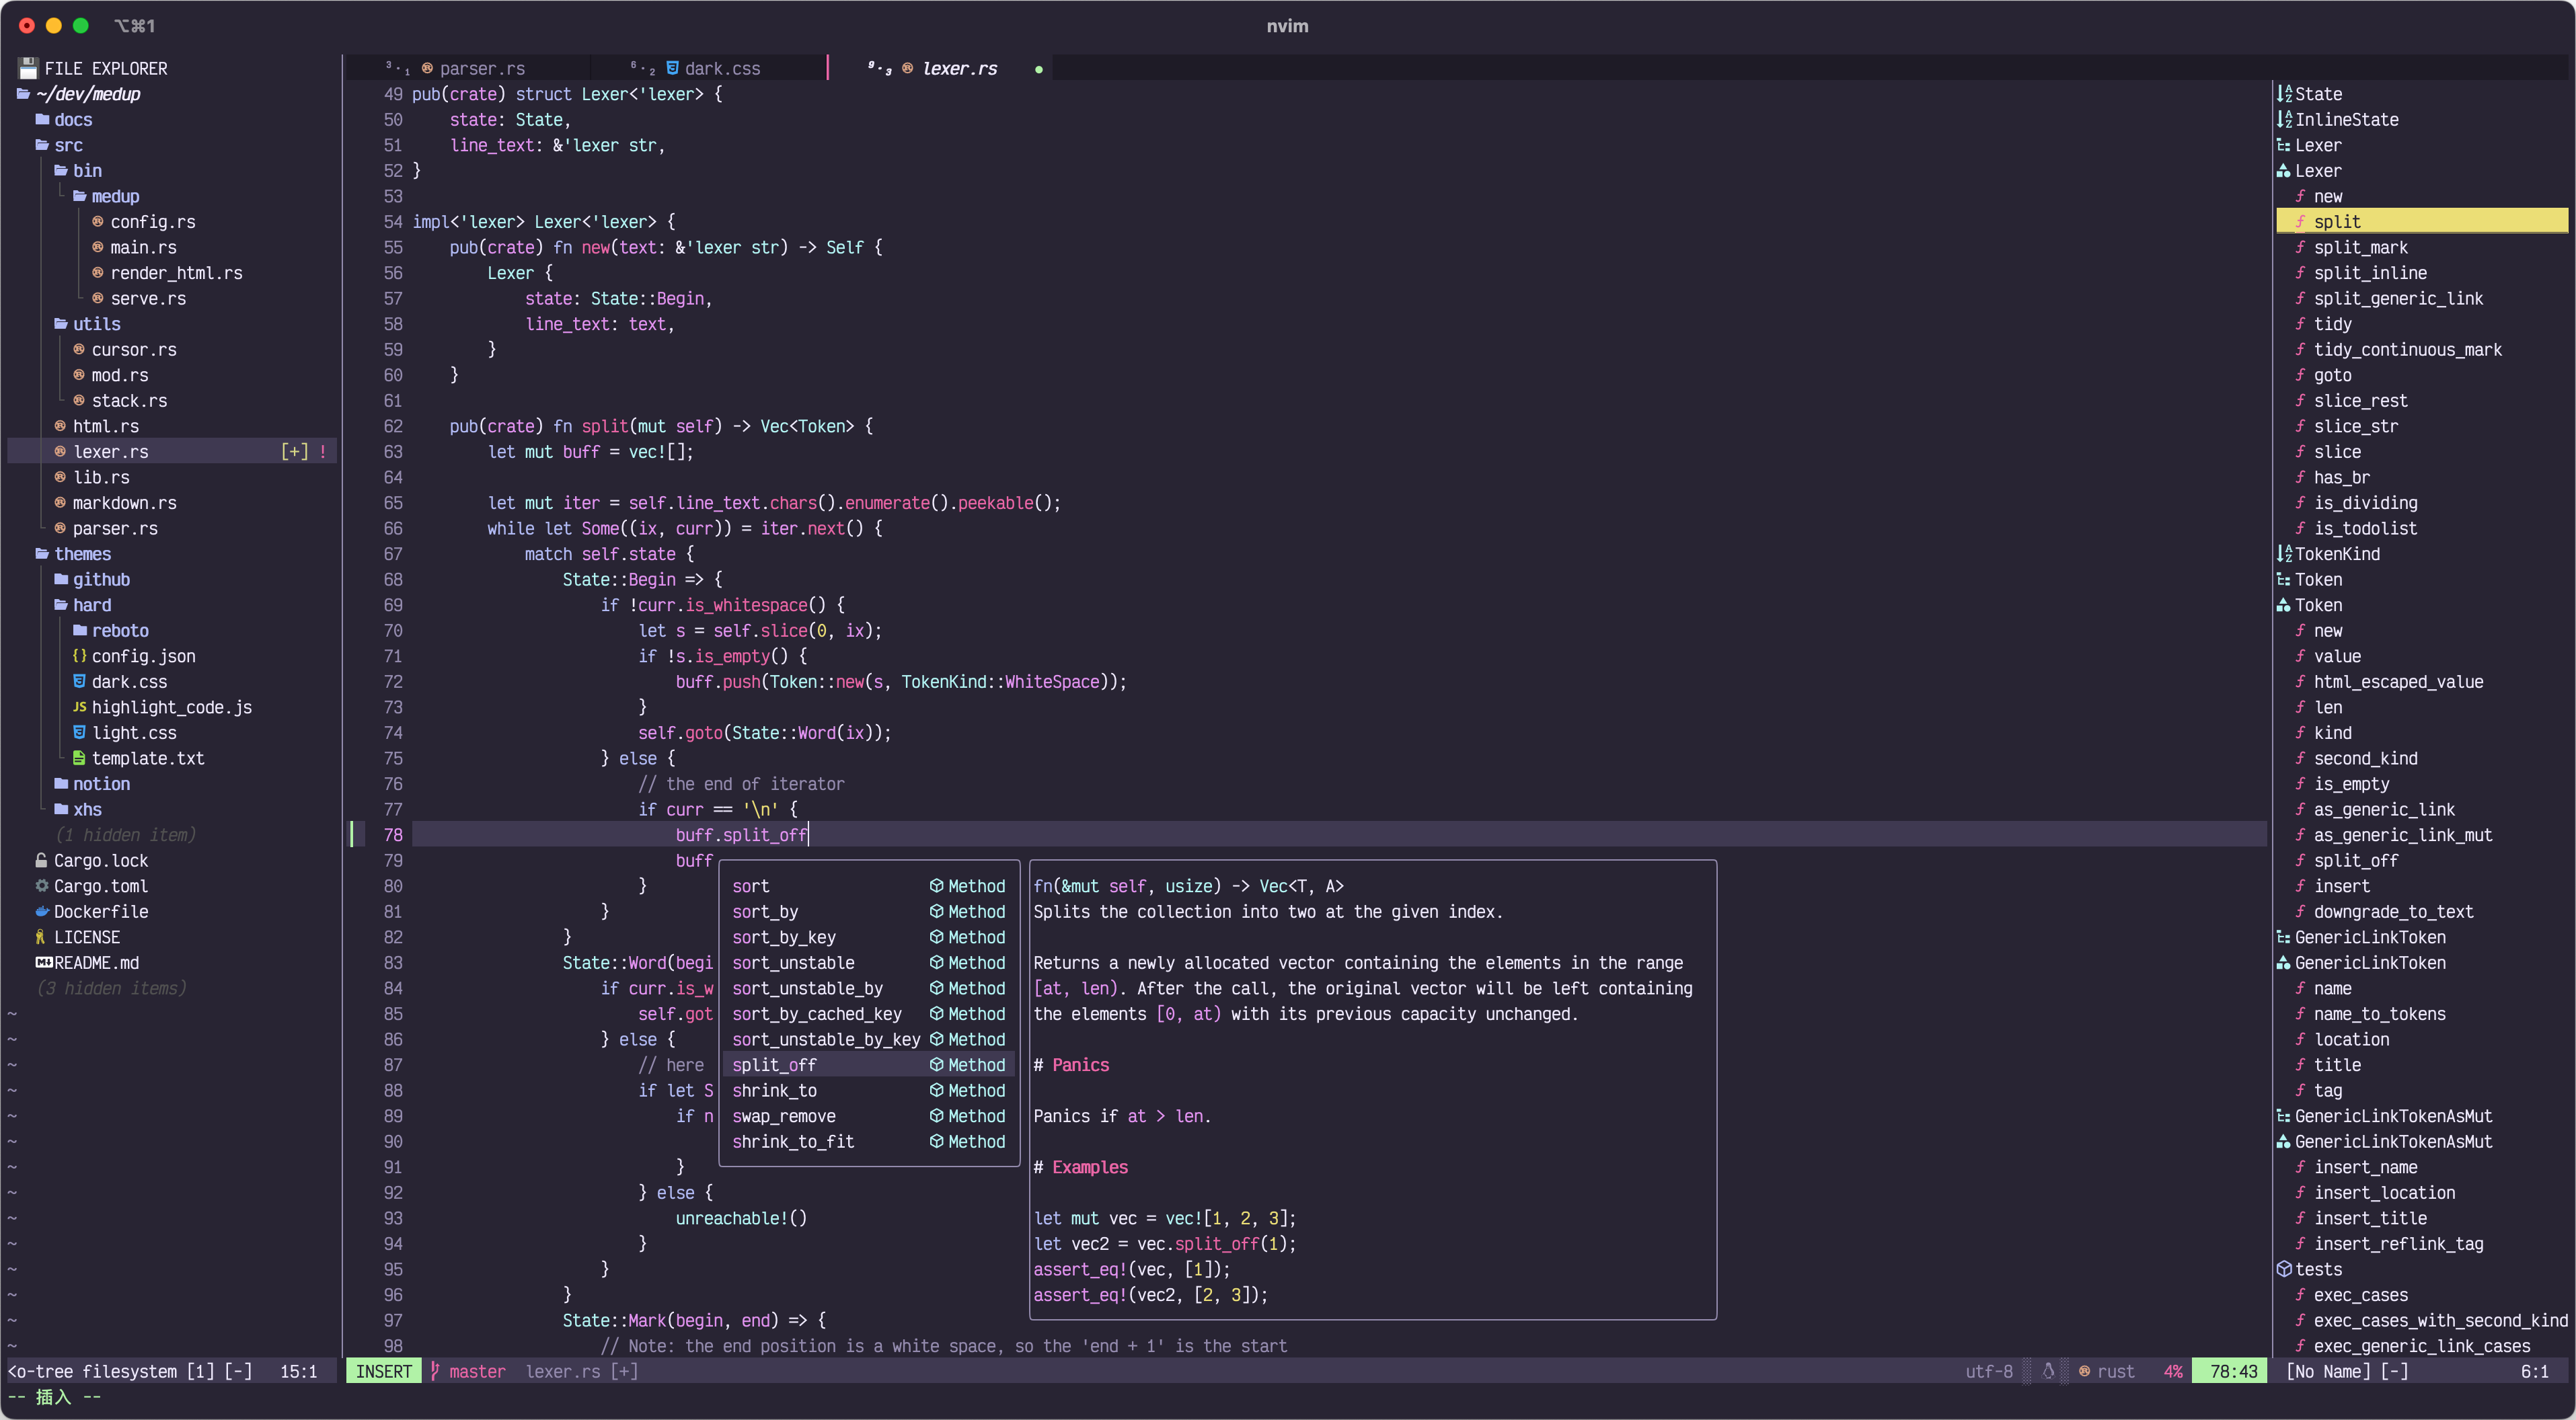 ⌥⌘1
nvim
FILE EXPLORER
~/dev/medup
docs
src
bin
medup
config.rs
main.rs
render_html.rs
serve.rs
utils
cursor.rs
mod.rs
stack.rs
html.rs
lexer.rs [+] !
lib.rs
markdown.rs
parser.rs
themes
github
hard
reboto
{} config.json
dark.css
JS highlight_code.js
light.css
template.txt
notion
xhs
(1 hidden item)
Cargo.lock
Cargo.toml
Dockerfile
LICENSE
README.md
(3 hidden items)
~
~
~
~
~
~
~
~
~
~
~
~
~
~
<o-tree filesystem [1] [-] 15:1
-- 插入 --
³·₁ parser.rs ⁶·₂ dark.css ⁹·₃ lexer.rs ●
49 pub(crate) struct Lexer<'lexer> {
50 state: State,
51 line_text: &'lexer str,
52 }
53
54 impl<'lexer> Lexer<'lexer> {
55 pub(crate) fn new(text: &'lexer str) -> Self {
56 Lexer {
57 state: State::Begin,
58 line_text: text,
59 }
60 }
61
62 pub(crate) fn split(mut self) -> Vec<Token> {
63 let mut buff = vec![];
64
65 let mut iter = self.line_text.chars().enumerate().peekable();
66 while let Some((ix, curr)) = iter.next() {
67 match self.state {
68 State::Begin => {
69 if !curr.is_whitespace() {
70 let s = self.slice(0, ix);
71 if !s.is_empty() {
72 buff.push(Token::new(s, TokenKind::WhiteSpace));
73 }
74 self.goto(State::Word(ix));
75 } else {
76 // the end of iterator
77 if curr == '\n' {
78 buff.split_off
79 buff
80 }
81 }
82 }
83 State::Word(begi
84 if curr.is_w
85 self.got
86 } else {
87 // here
88 if let S
89 if n
90
91 }
92 } else {
93 unreachable!()
94 }
95 }
96 }
97 State::Mark(begin, end) => {
98 // Note: the end position is a white space, so the 'end + 1' is the start
sort Method
sort_by Method
sort_by_key Method
sort_unstable Method
sort_unstable_by Method
sort_by_cached_key Method
sort_unstable_by_key Method
split_off Method
shrink_to Method
swap_remove Method
shrink_to_fit Method
fn(&mut self, usize) -> Vec<T, A>
Splits the collection into two at the given index.
Returns a newly allocated vector containing the elements in the range
[at, len). After the call, the original vector will be left containing
the elements [0, at) with its previous capacity unchanged.
# Panics
Panics if at > len.
# Examples
let mut vec = vec![1, 2, 3];
let vec2 = vec.split_off(1);
assert_eq!(vec, [1]);
assert_eq!(vec2, [2, 3]);
INSERT master lexer.rs [+] utf-8 rust 4% 78:43
State
InlineState
Lexer
Lexer
f new
f split
f split_mark
f split_inline
f split_generic_link
f tidy
f tidy_continuous_mark
f goto
f slice_rest
f slice_str
f slice
f has_br
f is_dividing
f is_todolist
TokenKind
Token
Token
f new
f value
f html_escaped_value
f len
f kind
f second_kind
f is_empty
f as_generic_link
f as_generic_link_mut
f split_off
f insert
f downgrade_to_text
GenericLinkToken
GenericLinkToken
f name
f name_to_tokens
f location
f title
f tag
GenericLinkTokenAsMut
GenericLinkTokenAsMut
f insert_name
f insert_location
f insert_title
f insert_reflink_tag
tests
f exec_cases
f exec_cases_with_second_kind
f exec_generic_link_cases
[No Name] [-] 6:1